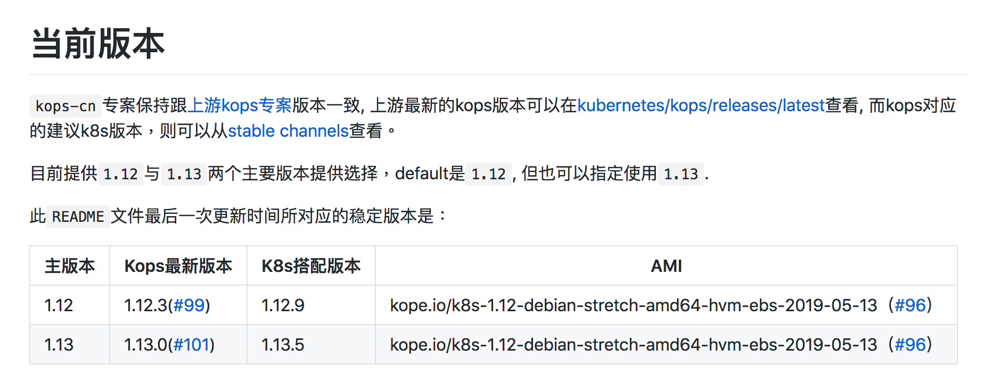 当前版本
kops-cn 专案保持跟上游kops专案版本一致, 上游最新的kops版本可以在kubernetes/kops/releases/latest查看, 而kops对应
的建议k8s版本，则可以从stable channels查看。
目前提供 1.12 与 1.13 两个主要版本提供选择，default是 1.12 , 但也可以指定使用 1.13 .
此 README 文件最后一次更新时间所对应的稳定版本是：
主版本 Kops最新版本 K8s搭配版本 AMI
1.12 1.12.3(#99) 1.12.9 kope.io/k8s-1.12-debian-stretch-amd64-hvm-ebs-2019-05-13（#96）
1.13 1.13.0(#101) 1.13.5 kope.io/k8s-1.12-debian-stretch-amd64-hvm-ebs-2019-05-13（#96）